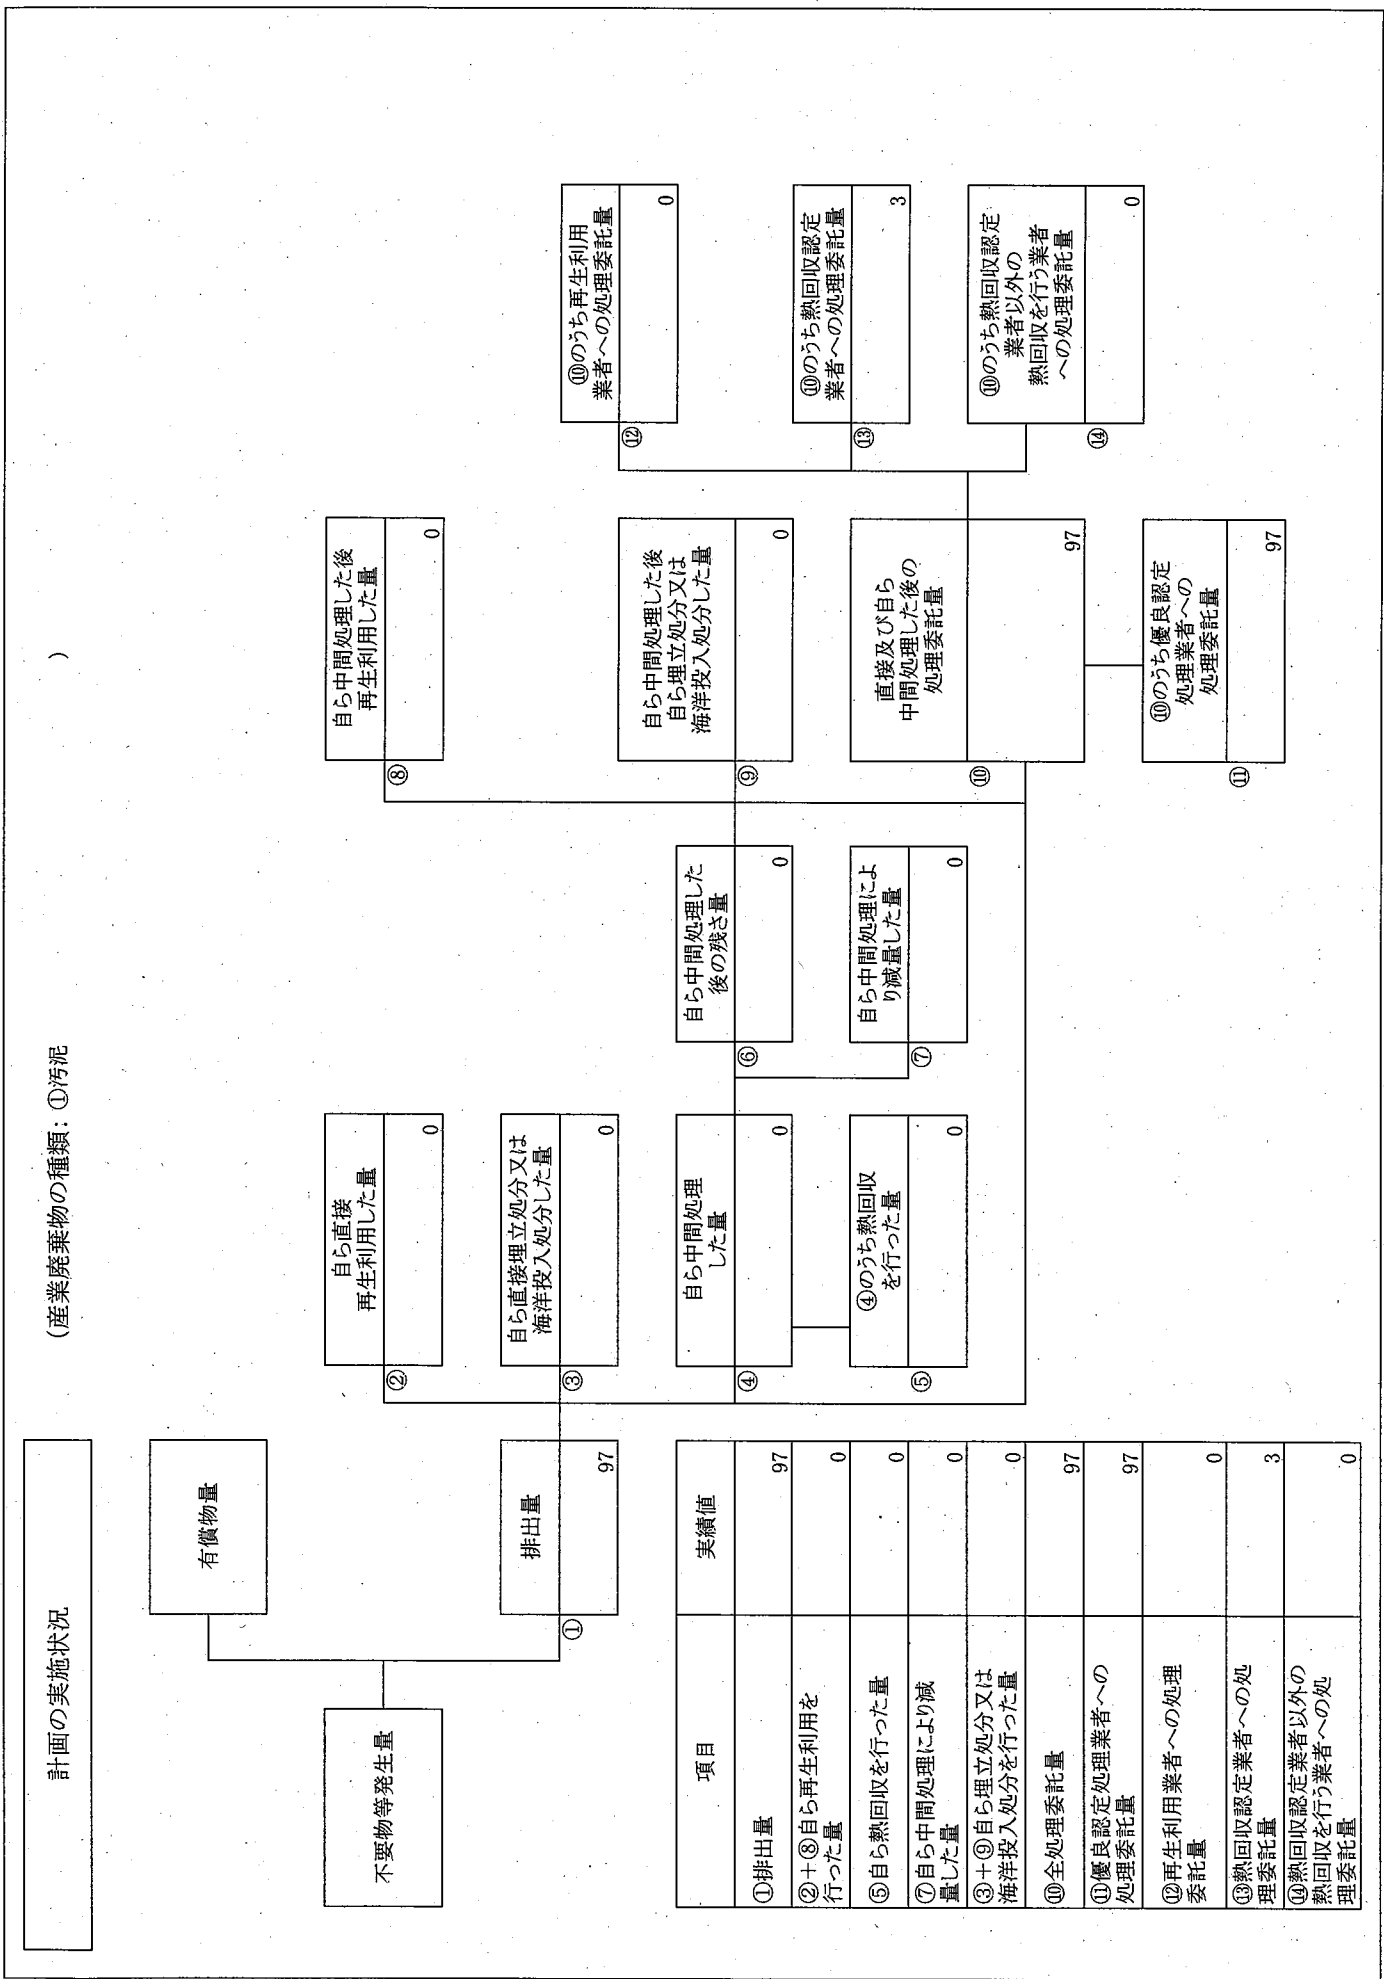 計画の実施状況
(産業廃棄物の種類：①汚泥
)
不要物等発生量
有償物量
①
排出量
97
②
自ら直接
再生利用した量
0
③
自ら直接埋立処分又は
海洋投入処分した量
0
④
自ら中間処理
した量
0
⑤
④のうち熱回収
を行った量
0
⑥
自ら中間処理した
後の残さ量
0
⑦
自ら中間処理によ
り減量した量
0
⑧
自ら中間処理した後
再生利用した量
0
⑨
自ら中間処理した後
自ら埋立処分又は
海洋投入処分した量
0
⑩
直接及び自ら
中間処理した後の
処理委託量
97
⑪
⑩のうち優良認定
処理業者への
処理委託量
97
⑫
⑩のうち再生利用
業者への処理委託量
0
⑬
⑩のうち熱回収認定
業者への処理委託量
3
⑭
⑩のうち熱回収認定
業者以外の
熱回収を行う業者
への処理委託量
0
項目
実績値
①排出量
97
②＋⑧自ら再生利用を
行った量
0
⑤自ら熱回収を行った量
0
⑦自ら中間処理により減
量した量
0
③＋⑨自ら埋立処分又は
海洋投入処分を行った量
0
⑩全処理委託量
97
⑪優良認定処理業者への
処理委託量
97
⑫再生利用業者への処理
委託量
0
⑬熱回収認定業者への処
理委託量
3
⑭熱回収認定業者以外の
熱回収を行う業者への処
理委託量
0